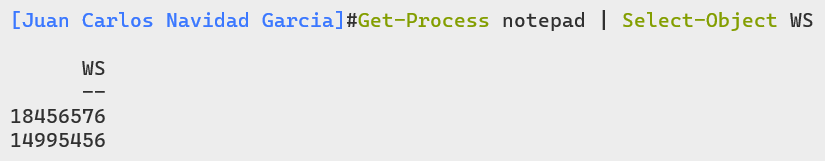 [Juan Carlos Navidad Garcia]#Get-Process notepad | Select-Object WS
WS
--
18456576
14995456